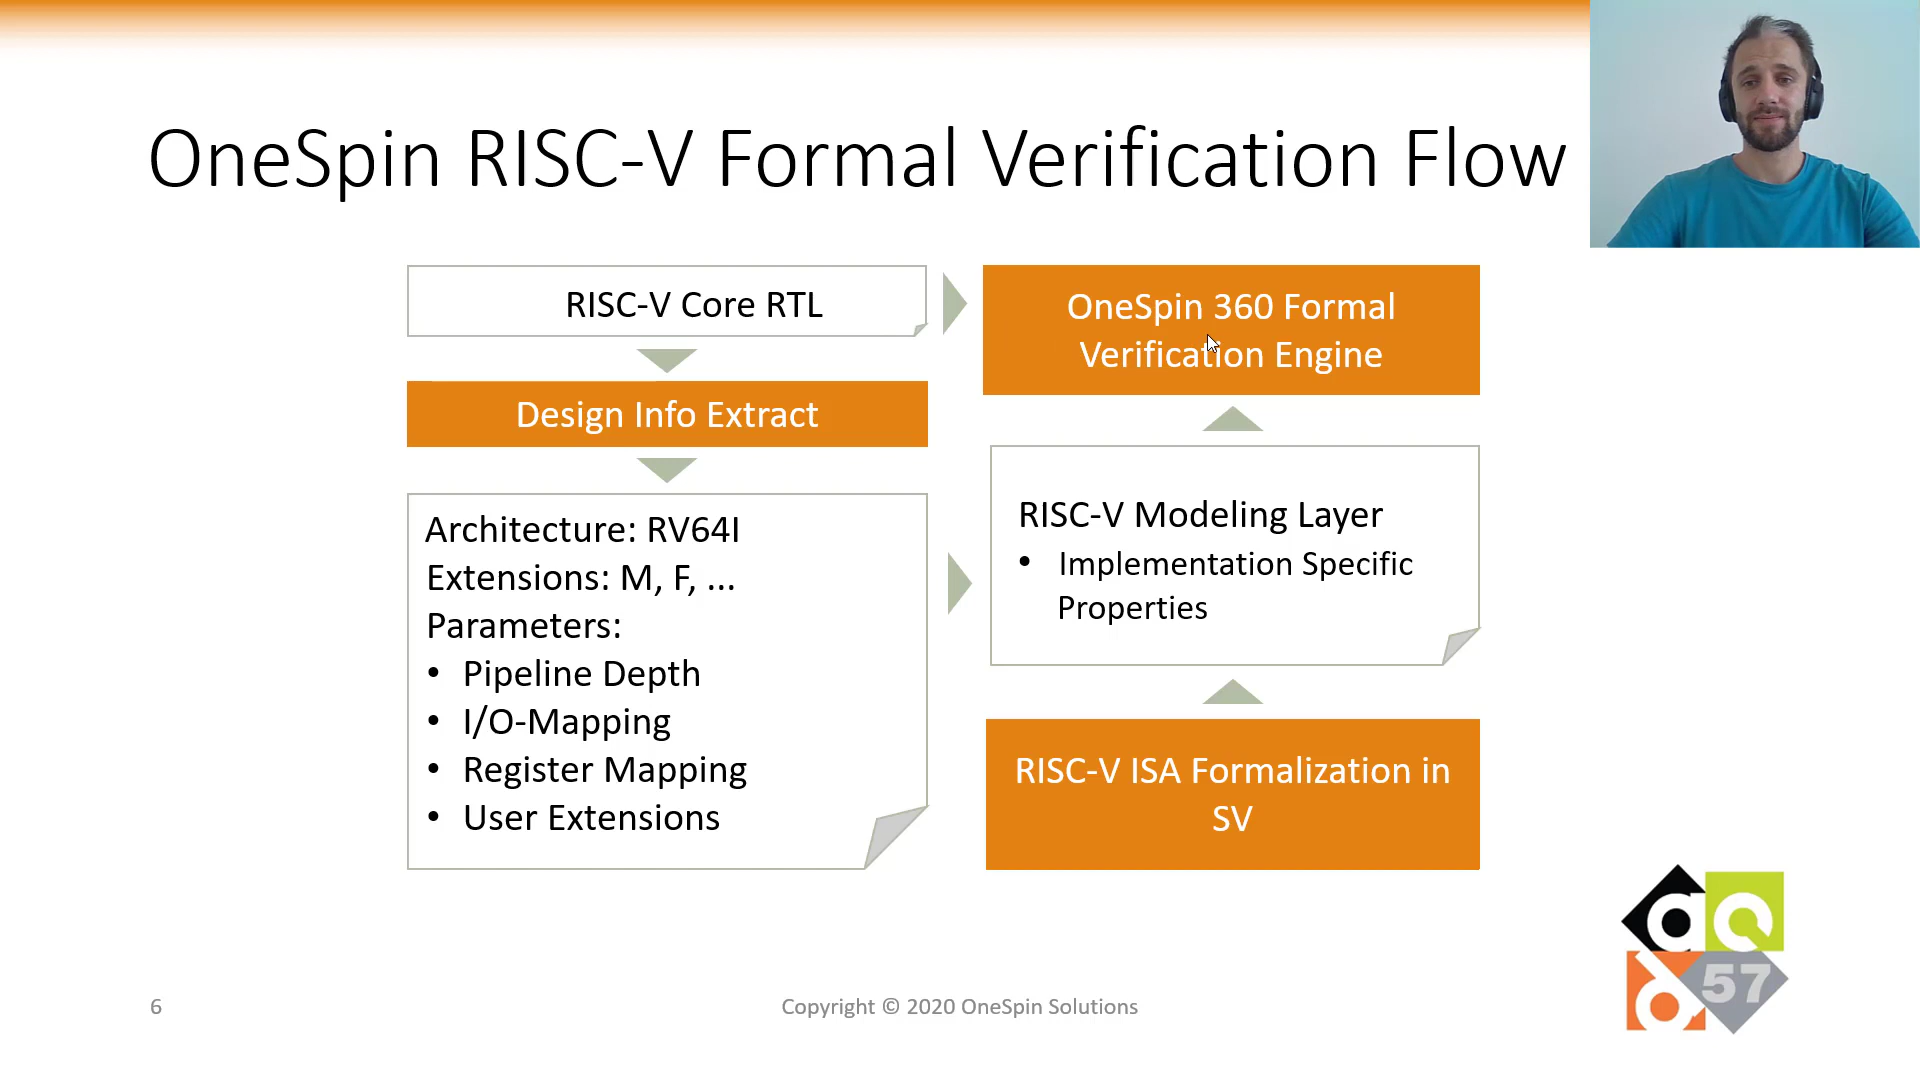 OneSpin RISC-V Formal Verification Flow
RISC-V Core RTL
Design Info Extract
Architecture: RV64I
Extensions: M, F, ...
Parameters:
• Pipeline Depth
• I/O-Mapping
• Register Mapping
• User Extensions
OneSpin 360 Formal
Verification Engine
RISC-V Modeling Layer
• Implementation Specific
Properties
RISC-V ISA Formalization in
SV
6
Copyright © 2020 OneSpin Solutions
57